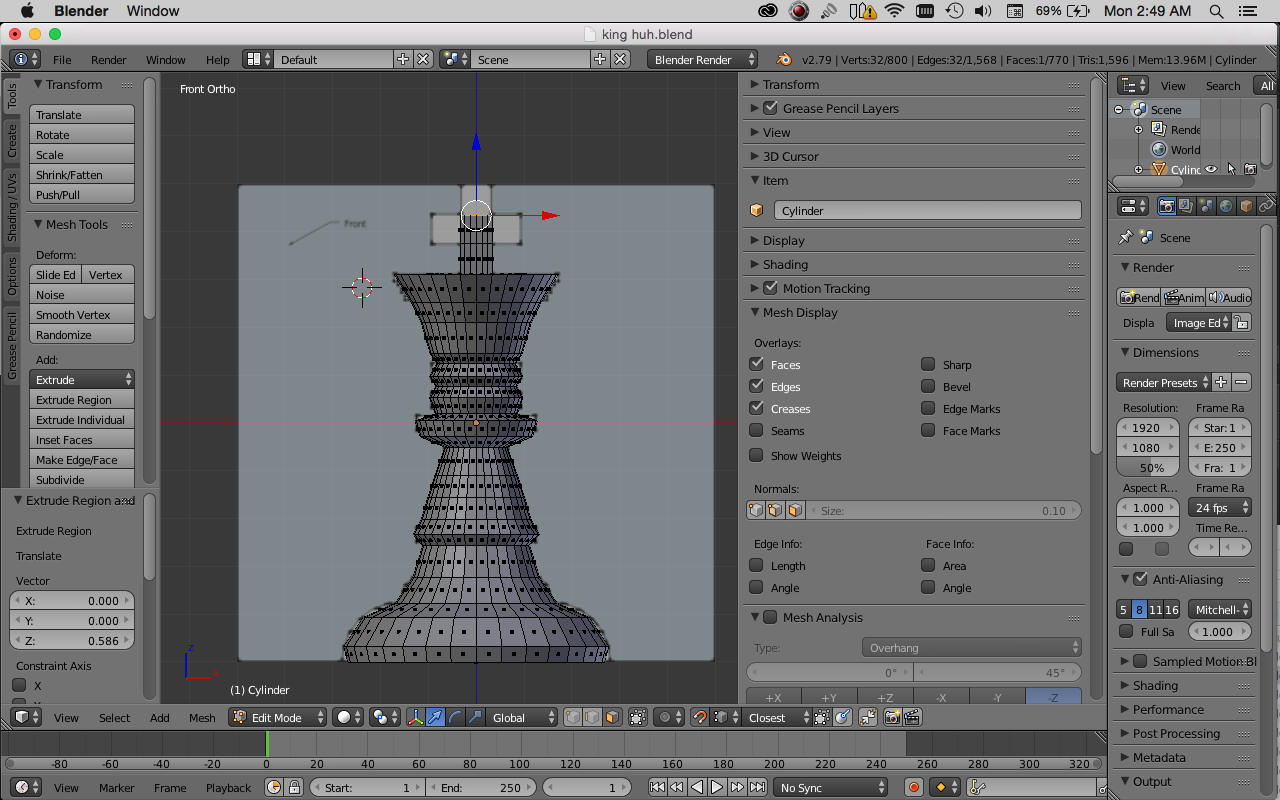 Blender Window
69% Mon 2:49 AM
king huh.blend
File Render Window Help Default Scene Blender Render v2.79 | Verts:32/800 | Edges:32/1,568 | Faces:1/770 | Tris:1,596 | Mem:13.96M | Cylinder
Tools
Create
Shading / UVs
Options
Grease Pencil
Transform
Translate
Rotate
Scale
Shrink/Fatten
Push/Pull
Mesh Tools
Deform:
Slide Ed Vertex
Noise
Smooth Vertex
Randomize
Add:
Extrude
Extrude Region
Extrude Individual
Inset Faces
Make Edge/Face
Subdivide
Extrude Region and
Extrude Region
Translate
Vector
X: 0.000
Y: 0.000
Z: 0.586
Constraint Axis
X
Front Ortho
Front
z
x
(1) Cylinder
Transform
Grease Pencil Layers
View
3D Cursor
Item
Cylinder
Display
Shading
Motion Tracking
Mesh Display
Overlays:
Faces Sharp
Edges Bevel
Creases Edge Marks
Seams Face Marks
Show Weights
Normals:
Size: 0.10
Edge Info: Face Info:
Length Area
Angle Angle
Mesh Analysis
Type: Overhang
0° 45°
+X +Y +Z -X -Y -Z
View Search All
Scene
Rende
World
Cylinc
Scene
Render
Rend Anim Audio
Displa Image Ed
Dimensions
Render Presets
Resolution: Frame Ra
1920 Star: 1
1080 E: 250
50% Fra: 1
Aspect R... Frame Ra
1.000 24 fps
1.000 Time Re...
Anti-Aliasing
5 8 11 16 Mitchell-
Full Sa 1.000
Sampled Motion Bl
Shading
Performance
Post Processing
Metadata
Output
View Select Add Mesh Edit Mode Global Closest
-80 -60 -40 -20 0 20 40 60 80 100 120 140 160 180 200 220 240 260 280 300 320
View Marker Frame Playback Start: 1 End: 250 1 No Sync